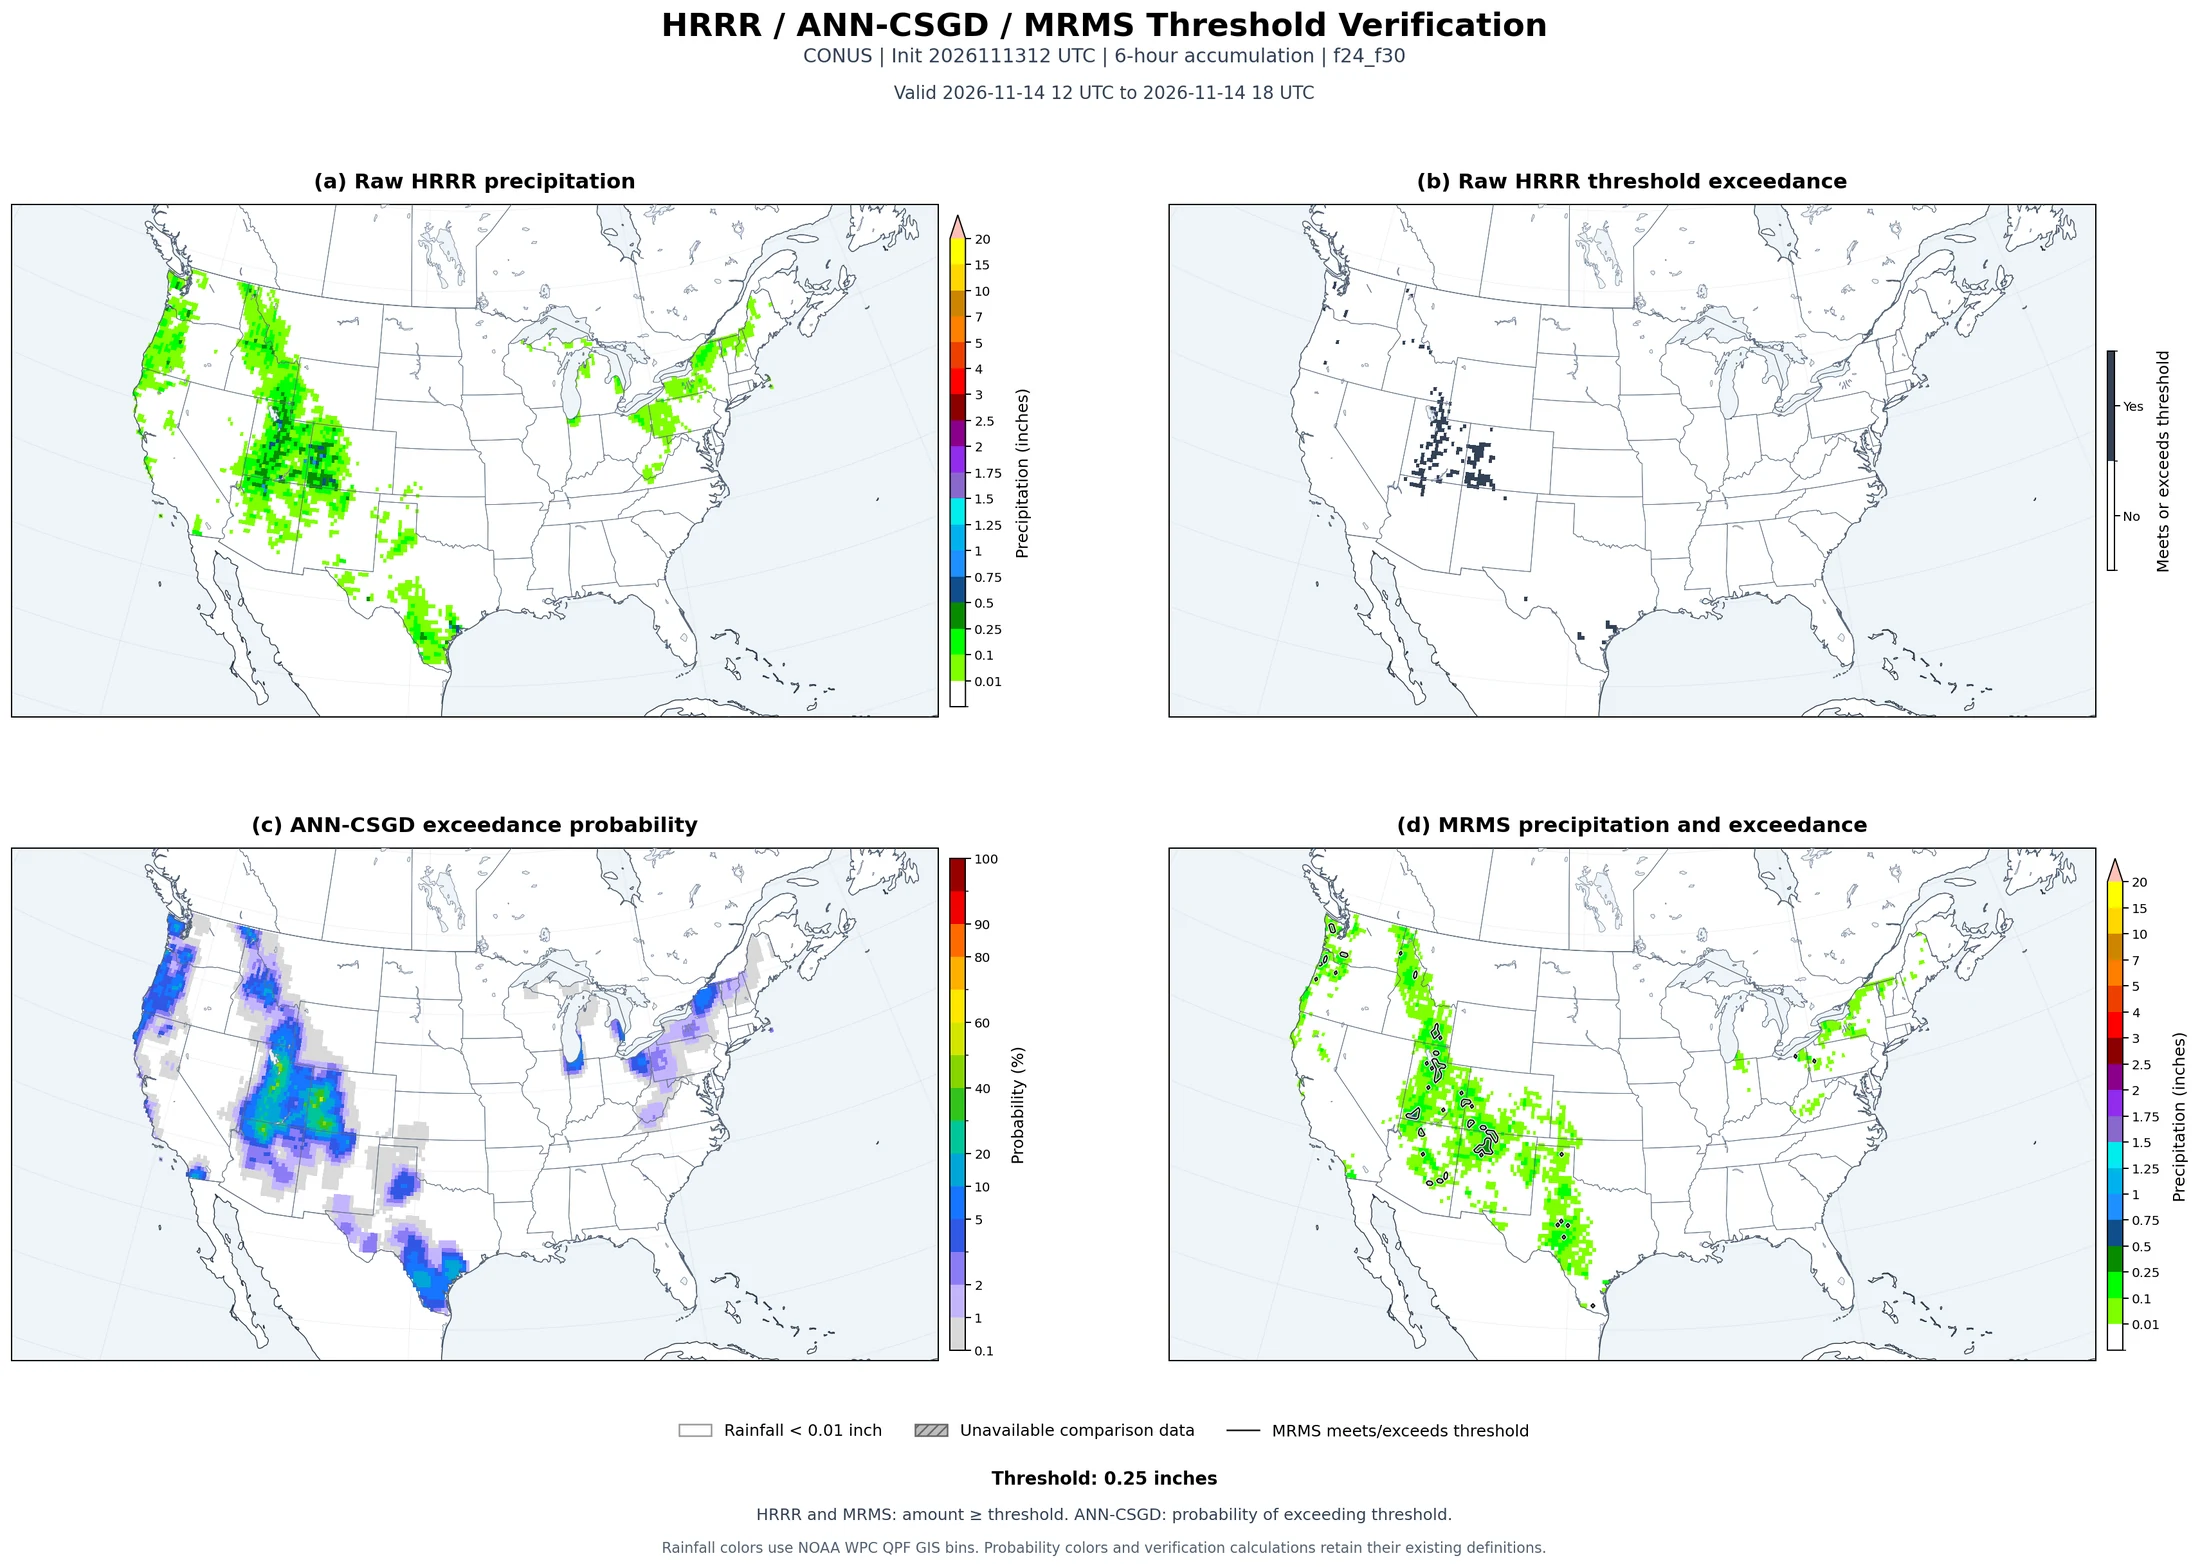 HRRR / ANN-CSGD / MRMS Threshold Verification
CONUS | Init 2026111312 UTC | 6-hour accumulation | f24_f30
Valid 2026-11-14 12 UTC to 2026-11-14 18 UTC
(a) Raw HRRR precipitation
20
15
10
7
5
4
3
2.5
2
1.75
1.5
1.25
1
0.75
0.5
0.25
0.1
0.01
Precipitation (inches)
(b) Raw HRRR threshold exceedance
Yes
No
Meets or exceeds threshold
(c) ANN-CSGD exceedance probability
100
90
80
60
40
20
10
5
2
1
0.1
Probability (%)
(d) MRMS precipitation and exceedance
20
15
10
7
5
4
3
2.5
2
1.75
1.5
1.25
1
0.75
0.5
0.25
0.1
0.01
Precipitation (inches)
Rainfall < 0.01 inch
Unavailable comparison data
MRMS meets/exceeds threshold
Threshold: 0.25 inches
HRRR and MRMS: amount ≥ threshold. ANN-CSGD: probability of exceeding threshold.
Rainfall colors use NOAA WPC QPF GIS bins. Probability colors and verification calculations retain their existing definitions.